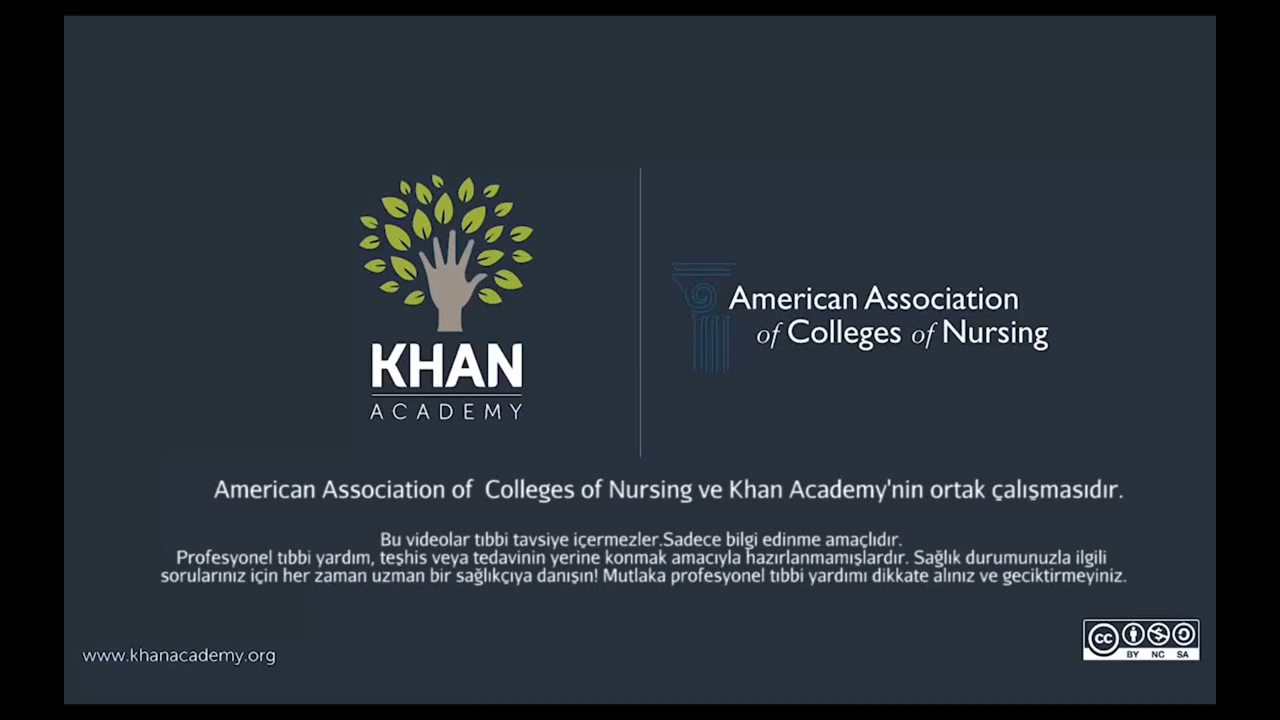 KHAN
ACADEMY
American Association
of Colleges of Nursing
American Association of Colleges of Nursing ve Khan Academy'nin ortak çalışmasıdır.
Bu videolar tıbbi tavsiye içermezler.Sadece bilgi edinme amaçlıdır.
Profesyonel tıbbi yardım, teşhis veya tedavinin yerine konmak amacıyla hazırlanmamışlardır. Sağlık durumunuzla ilgili
sorularınız için her zaman uzman bir sağlıkçıya danışın! Mutlaka profesyonel tıbbi yardımı dikkate alınız ve geciktirmeyiniz.
www.khanacademy.org
cc
BY NC SA